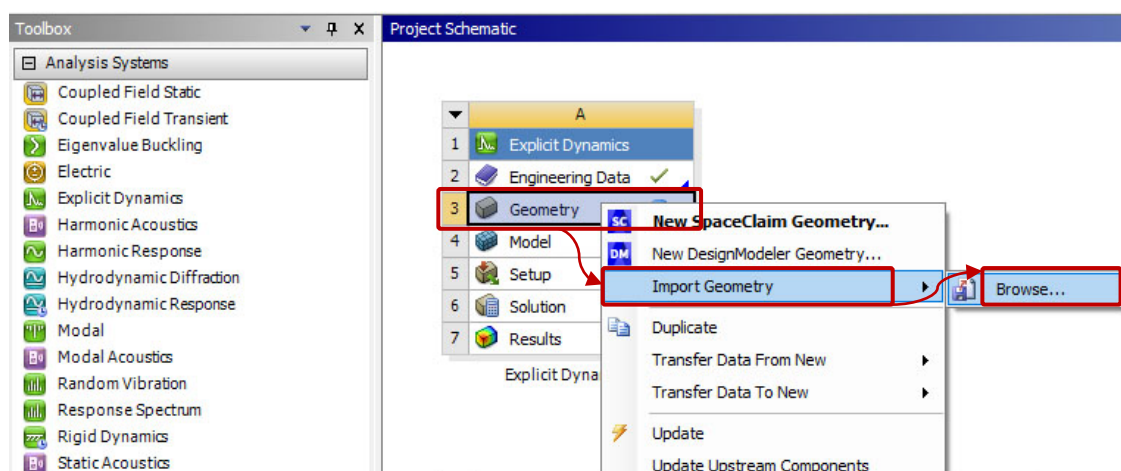 Toolbox
Analysis Systems
Coupled Field Static
Coupled Field Transient
Eigenvalue Buckling
Electric
Explicit Dynamics
Harmonic Acoustics
Harmonic Response
Hydrodynamic Diffraction
Hydrodynamic Response
Modal
Modal Acoustics
Random Vibration
Response Spectrum
Rigid Dynamics
Static Acoustics
Project Schematic
A
1 Explicit Dynamics
2 Engineering Data
3 Geometry
4 Model
5 Setup
6 Solution
7 Results
Explicit Dyna
SC New SpaceClaim Geometry...
DM New DesignModeler Geometry...
Import Geometry
Browse...
Duplicate
Transfer Data From New
Transfer Data To New
Update
Update Upstream Components